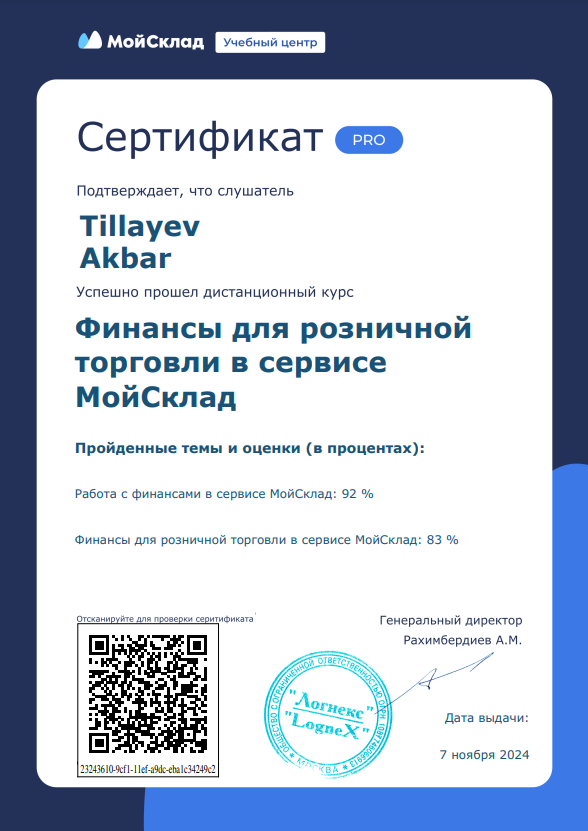 МойСклад
Учебный центр
Сертификат
PRO
Подтверждает, что слушатель
Tillayev
Akbar
Успешно прошел дистанционный курс
Финансы для розничной
торговли в сервисе
МойСклад
Пройденные темы и оценки (в процентах):
Работа с финансами в сервисе МойСклад: 92 %
Финансы для розничной торговли в сервисе МойСклад: 83 %
Отсканируйте для проверки серитификата
23243610-9cf1-11ef-a9dc-eba1c34249c2
ОБЩЕСТВО С ОГРАНИЧЕННОЙ ОТВЕТСТВЕННОСТЬЮ ОГРН
"Логнекс"
"LogneX"
МОСКВА
Генеральный директор
Рахимбердиев А.М.
Дата выдачи:
7 ноября 2024